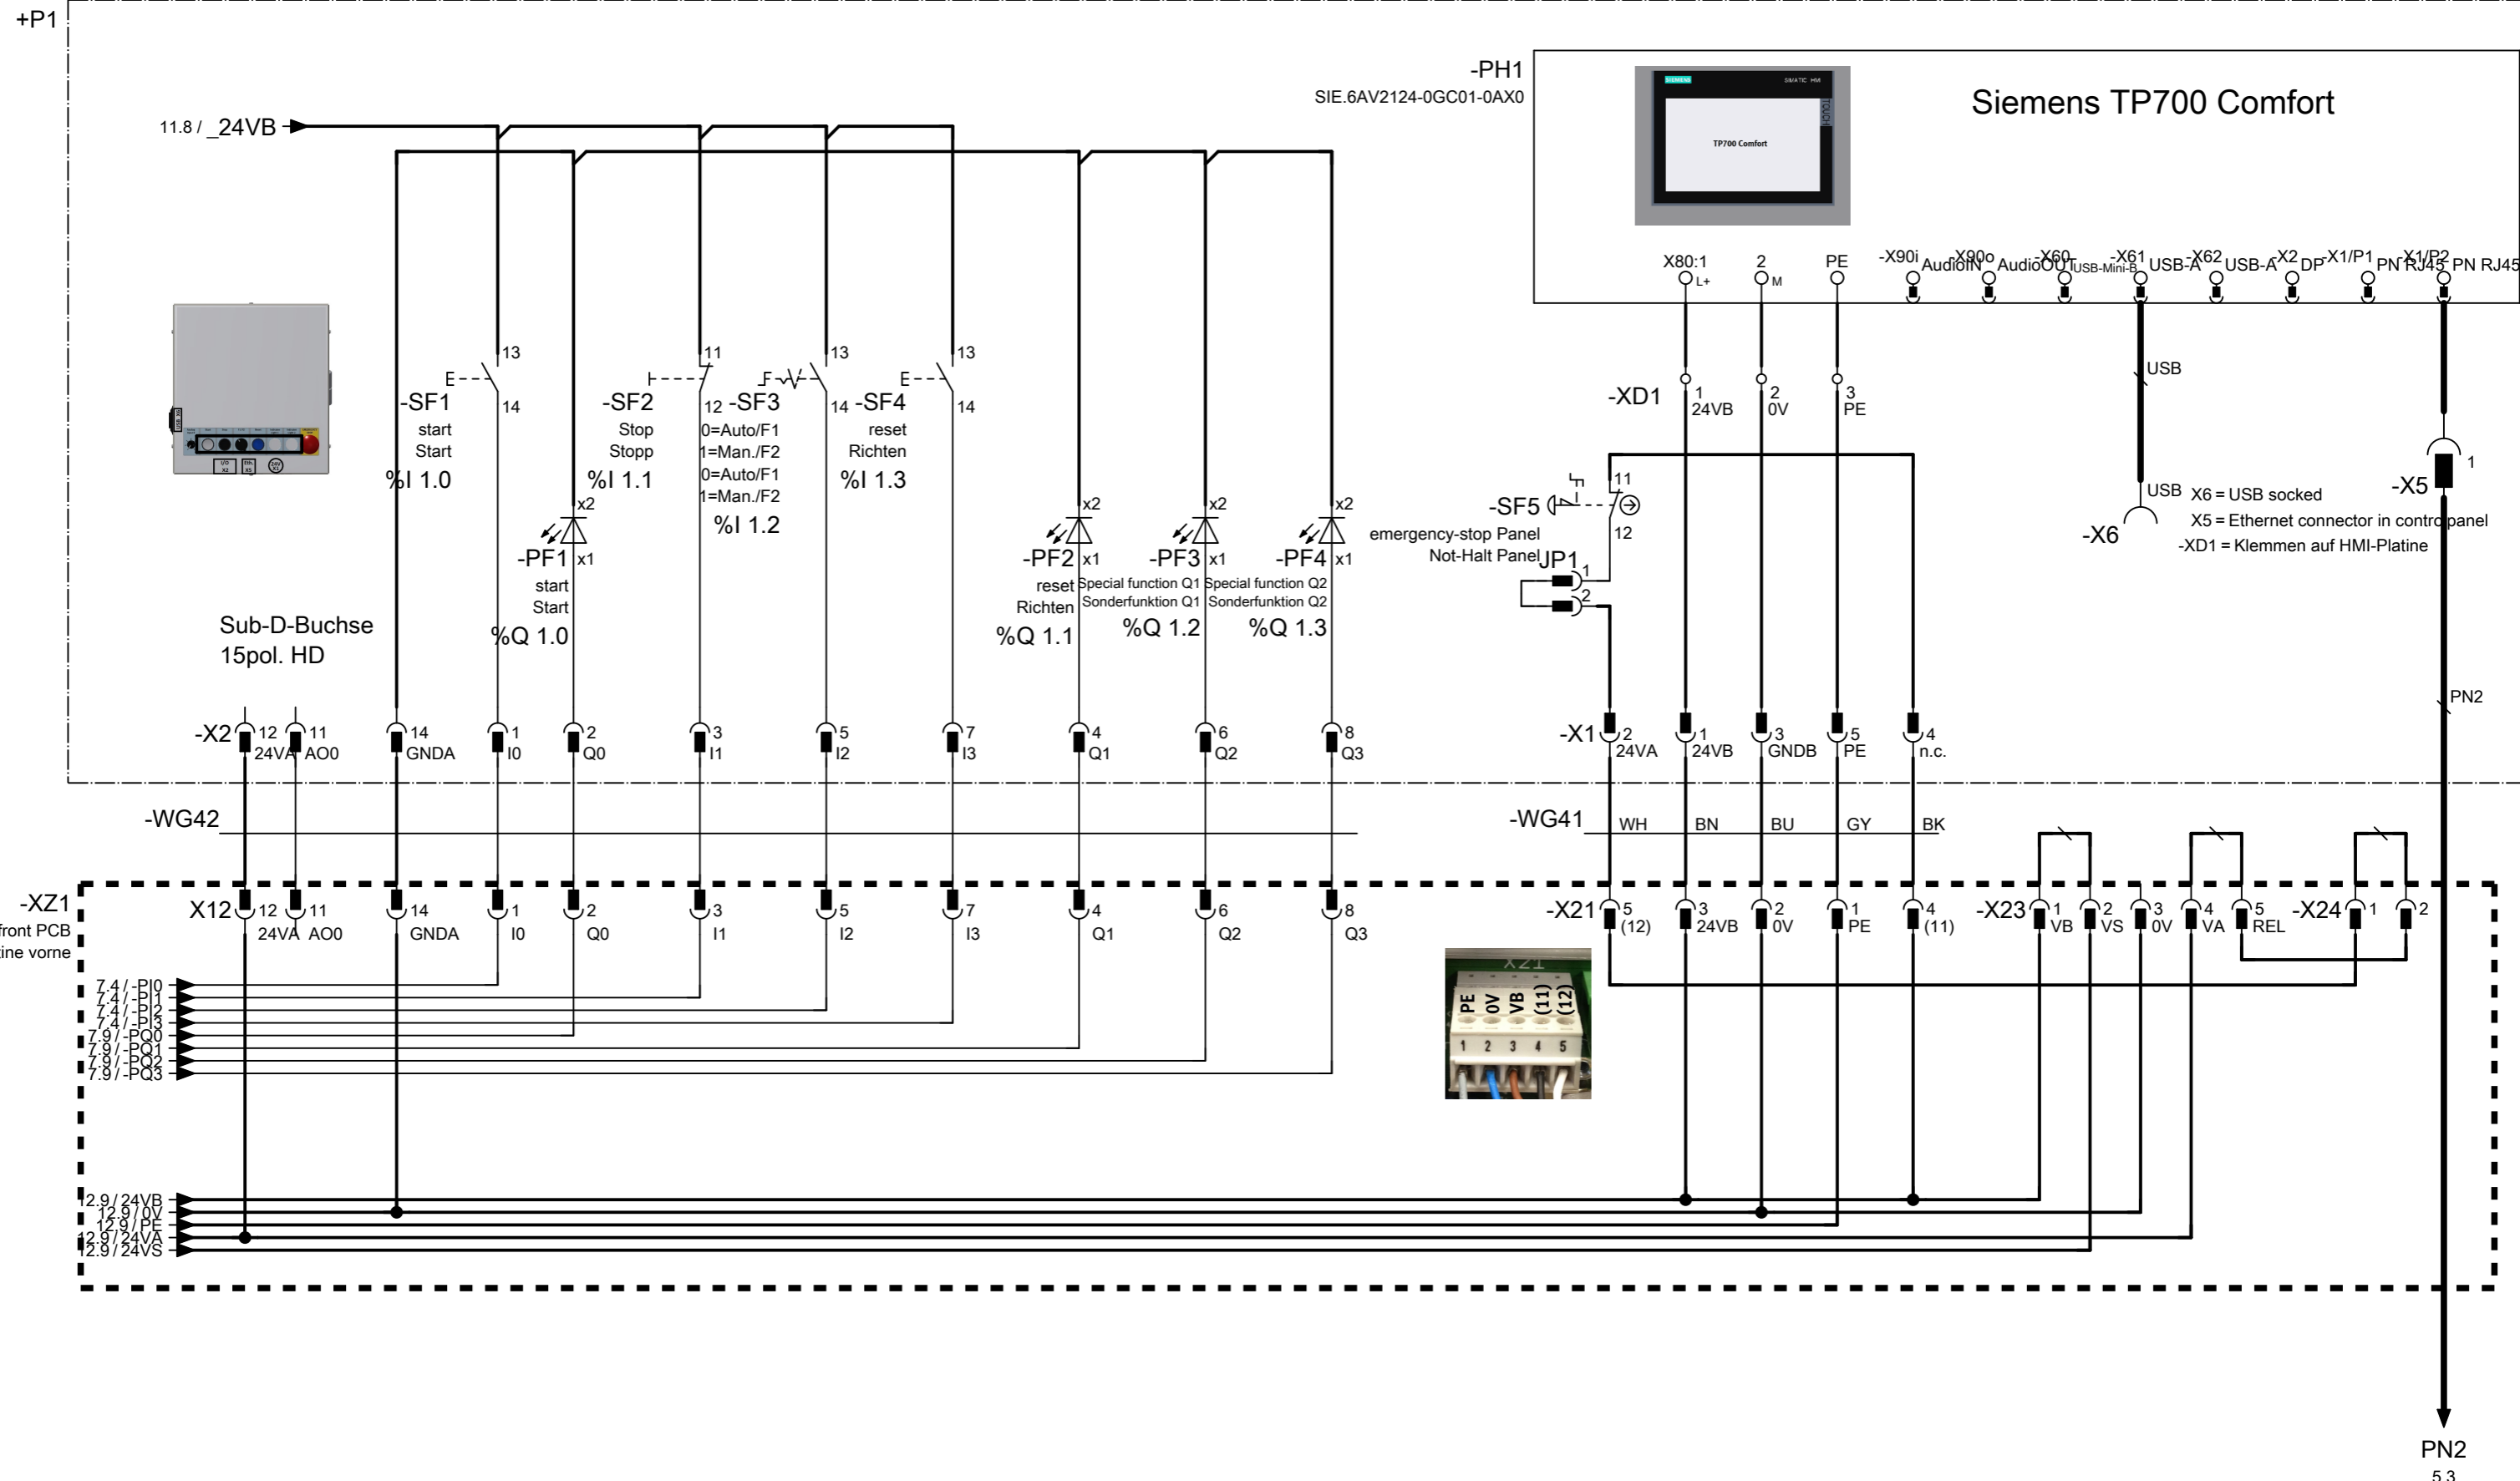 +P1
-PH1
SIE.6AV2124-0GC01-0AX0
SIEMENS
SIMATIC HMI
TOUCH
TP700 Comfort
Siemens TP700 Comfort
11.8 / _24VB
X80:1
L+
2
M
PE
-X90i
AudioIN
-X90o
AudioOUT
-X60
USB-Mini-B
-X61
USB-A
-X62
USB-A
-X2
DP
-X1/P1
PN RJ45
-X1/P2
PN RJ45
13
-SF1
14
start
Start
%I 1.0
11
-SF2
12
Stop
Stopp
%I 1.1
13
-SF3
14
0=Auto/F1
1=Man./F2
0=Auto/F1
1=Man./F2
%I 1.2
13
-SF4
14
reset
Richten
%I 1.3
x2
-PF1
x1
start
Start
%Q 1.0
x2
-PF2
x1
reset
Richten
%Q 1.1
x2
-PF3
x1
Special function Q1
Sonderfunktion Q1
%Q 1.2
x2
-PF4
x1
Special function Q2
Sonderfunktion Q2
%Q 1.3
-XD1
1
24VB
2
0V
3
PE
11
-SF5
12
emergency-stop Panel
Not-Halt Panel
JP1
1
2
USB
USB
-X6
X6 = USB socked
X5 = Ethernet connector in controlpanel
-XD1 = Klemmen auf HMI-Platine
-X5
1
PN2
Sub-D-Buchse
15pol. HD
-X2
12
24VA
11
AO0
14
GNDA
1
I0
2
Q0
3
I1
5
I2
7
I3
4
Q1
6
Q2
8
Q3
-X1
2
24VA
1
24VB
3
GNDB
5
PE
4
n.c.
-WG42
-WG41
WH
BN
BU
GY
BK
-XZ1
front PCB
tine vorne
X12
12
24VA
11
AO0
14
GNDA
1
I0
2
Q0
3
I1
5
I2
7
I3
4
Q1
6
Q2
8
Q3
-X21
5
(12)
3
24VB
2
0V
1
PE
4
(11)
-X23
1
VB
2
VS
3
0V
4
VA
5
REL
-X24
1
2
7.4 / -PI0
7.4 / -PI1
7.4 / -PI2
7.4 / -PI3
7.9 / -PQ0
7.9 / -PQ1
7.9 / -PQ2
7.9 / -PQ3
XZ1
PE
0V
VB
(11)
(12)
1 2 3 4 5
12.9 / 24VB
12.9 / 0V
12.9 / PE
12.9 / 24VA
12.9 / 24VS
PN2
5.3